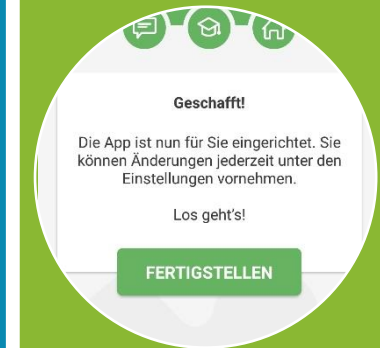 Geschafft!
Die App ist nun für Sie eingerichtet. Sie
können Änderungen jederzeit unter den
Einstellungen vornehmen.
Los geht's!
FERTIGSTELLEN